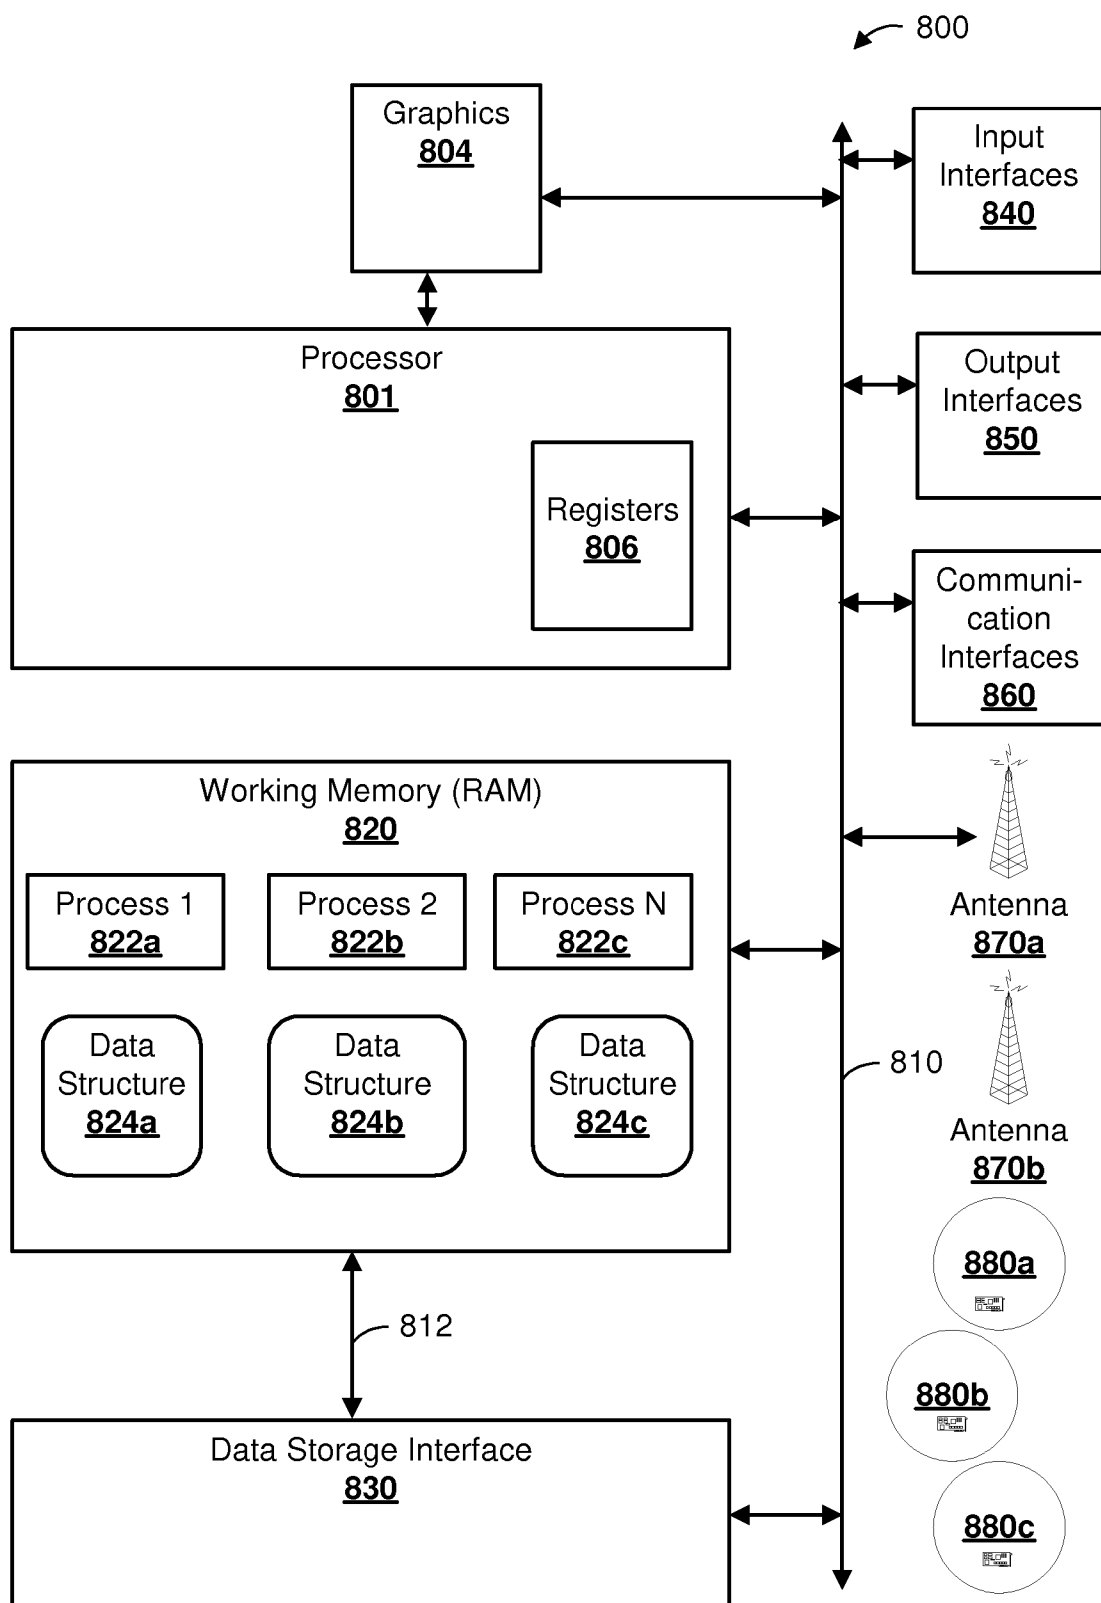 800
Graphics
804
Input
Interfaces
840
Processor
801
Output
Interfaces
850
Registers
806
Communi-
cation
Interfaces
860
Working Memory (RAM)
820
Process 1
822a
Process 2
822b
Process N
822c
Antenna
870a
Data
Structure
824a
Data
Structure
824b
Data
Structure
824c
810
Antenna
870b
880a
812
880b
Data Storage Interface
830
880c